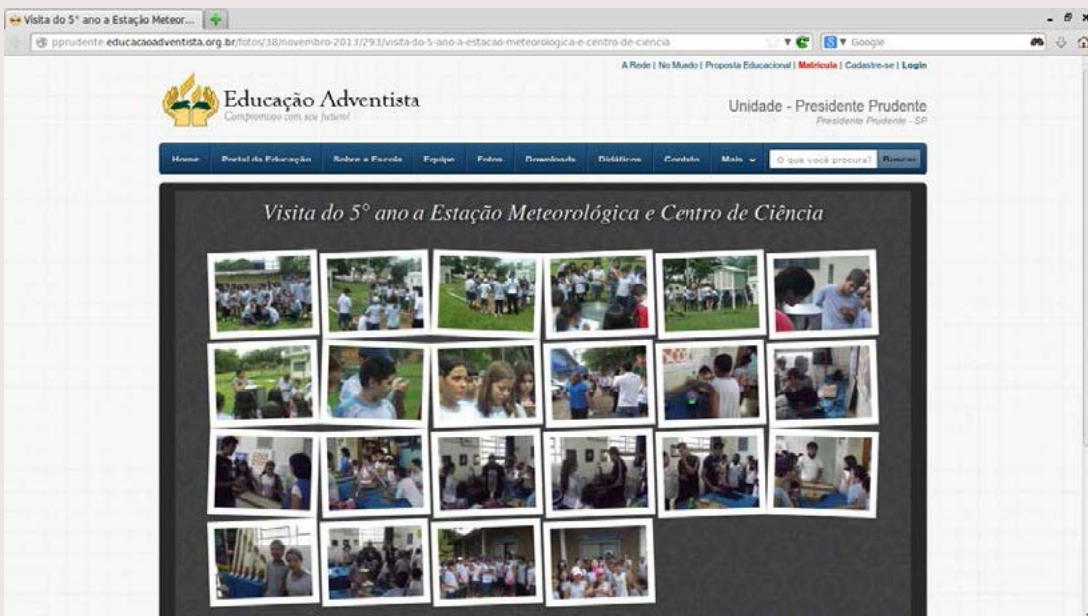 Visita do 5° ano a Estação Meteor...
pprudente.educacaoadventista.org.br/fotos/38/novembro-2013/293/visita-do-5-ano-a-estacao-meteorologica-e-centro-de-ciencia
Google
A Rede | No Mundo | Proposta Educacional | Matrícula | Cadastre-se | Login
Educação Adventista
Compromisso com seu futuro!
Unidade - Presidente Prudente
Presidente Prudente - SP
Home Portal da Educação Sobre a Escola Equipe Fotos Downloads Didáticos Contato Mais O que você procura? Buscar
Visita do 5° ano a Estação Meteorológica e Centro de Ciência